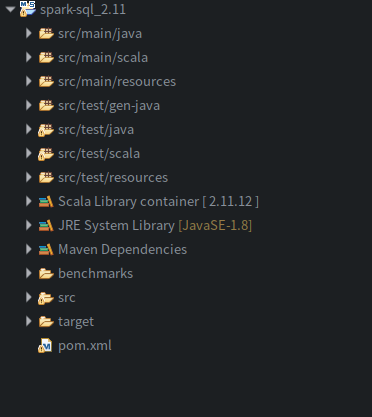 spark-sql_2.11
src/main/java
src/main/scala
src/main/resources
src/test/gen-java
src/test/java
src/test/scala
src/test/resources
Scala Library container [ 2.11.12 ]
JRE System Library [JavaSE-1.8]
Maven Dependencies
benchmarks
src
target
pom.xml